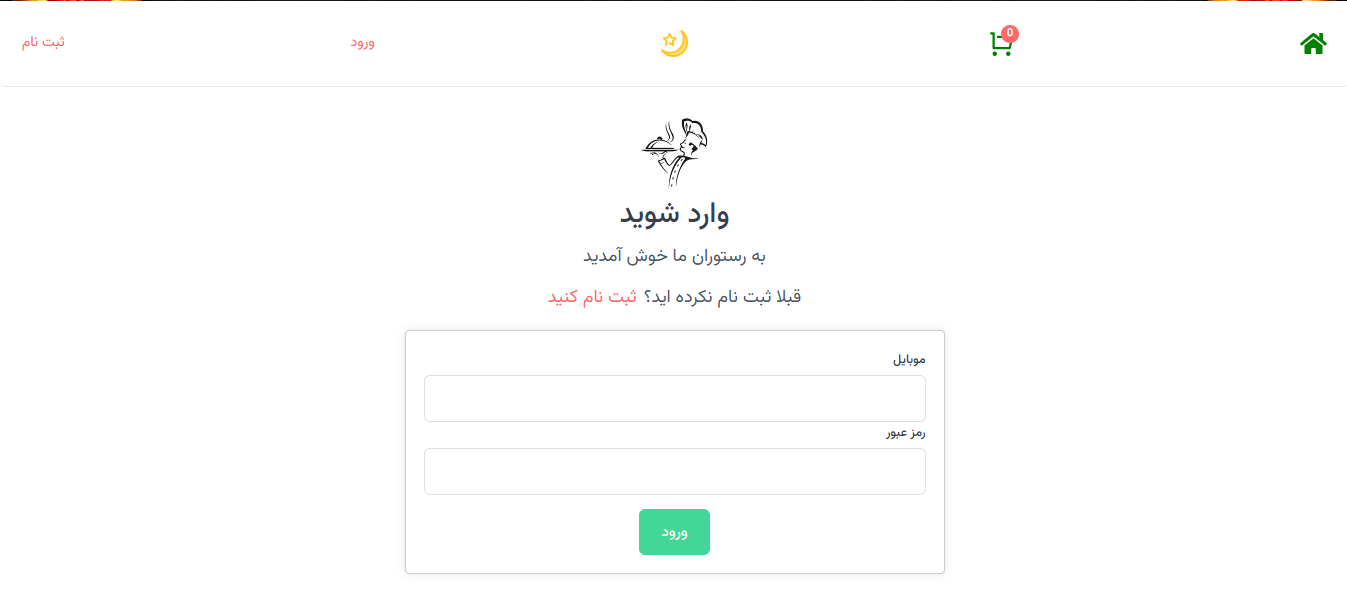 0
ورود
ثبت نام
وارد شوید
به رستوران ما خوش آمدید
قبلا ثبت نام نکرده اید؟ ثبت نام کنید
موبایل
رمز عبور
ورود